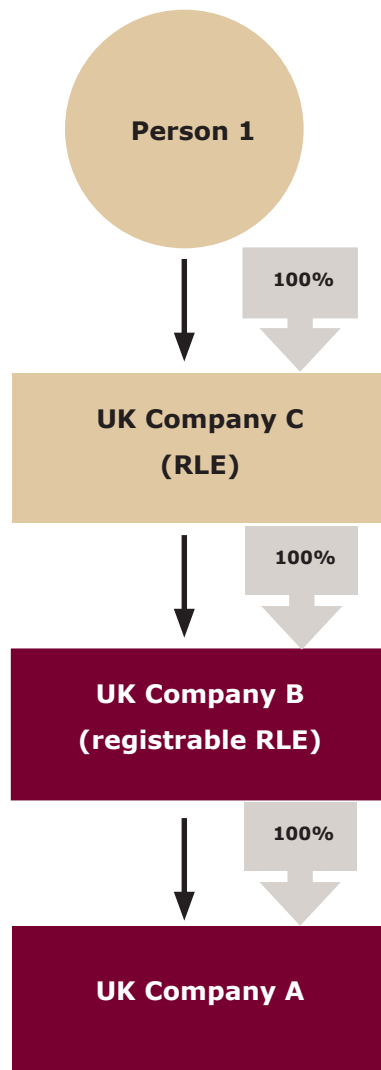 Person 1
100%
UK Company C
(RLE)
100%
UK Company B
(registrable RLE)
100%
UK Company A